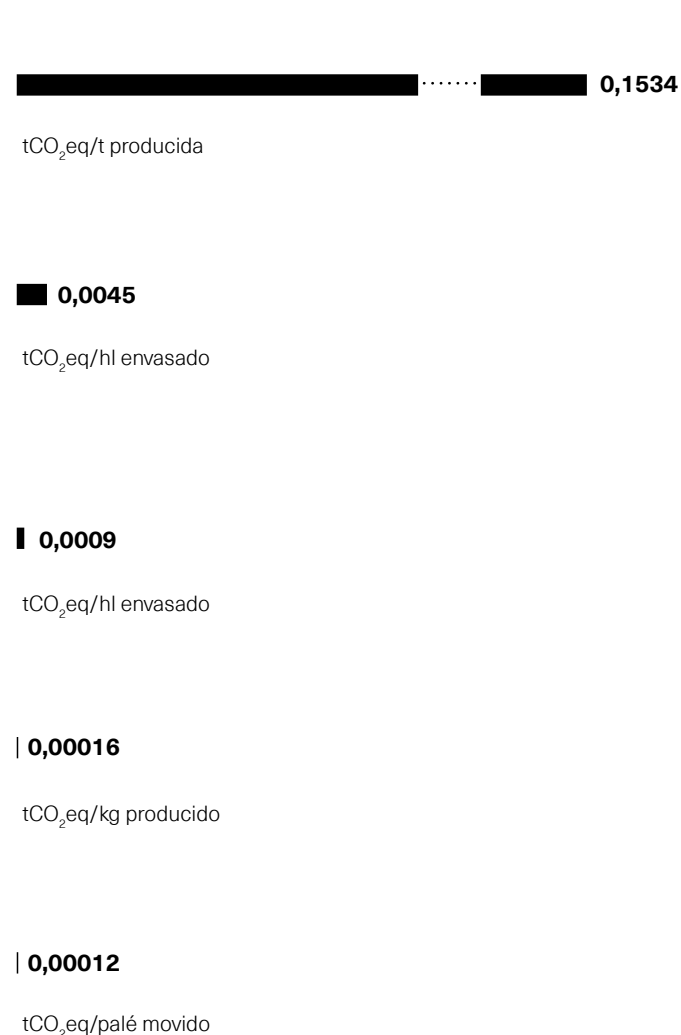 0,1534
tCO₂eq/t producida
0,0045
tCO₂eq/hl envasado
0,0009
tCO₂eq/hl envasado
0,00016
tCO₂eq/kg producido
0,00012
tCO₂eq/palé movido